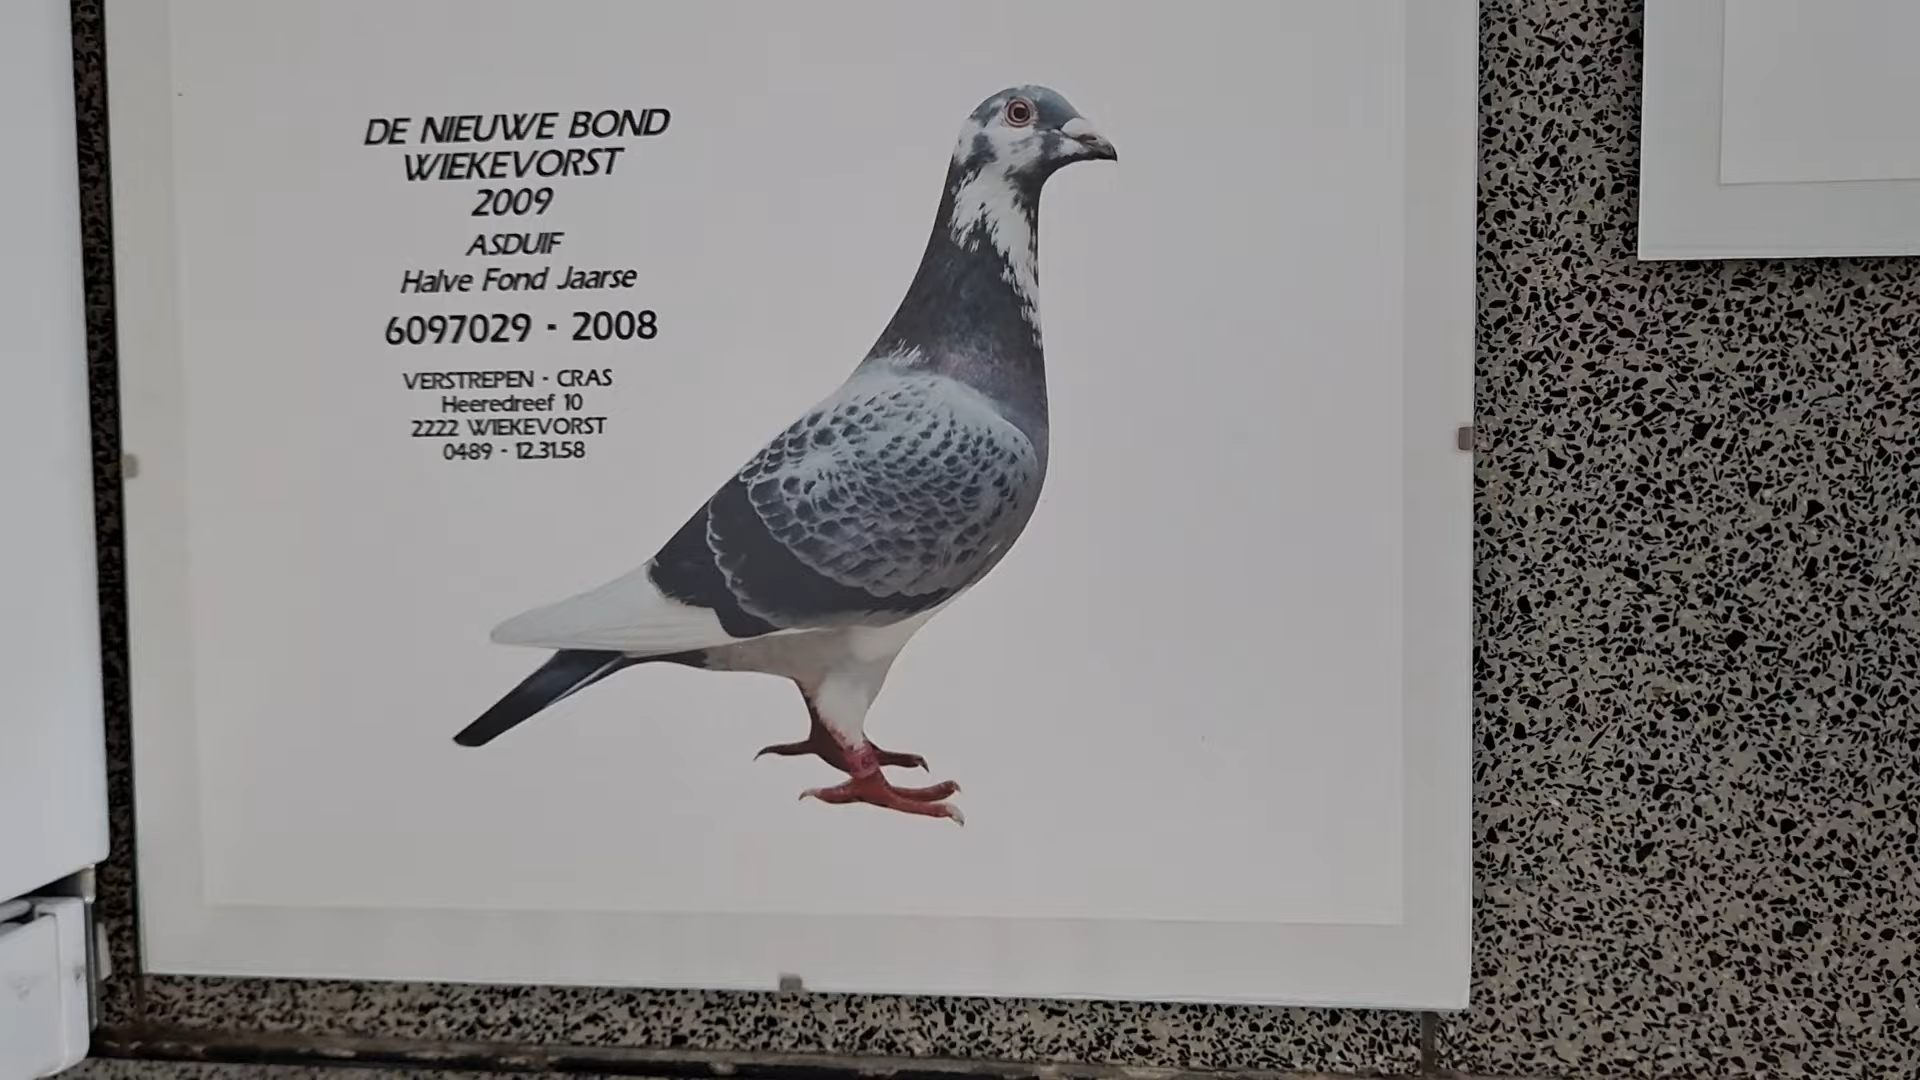 DE NIEUWE BOND
WIEKEVORST
2009
ASDUIF
Halve Fond Jaarse
6097029 - 2008
VERSTREPEN - CRAS
Heeredreef 10
2222 WIEKEVORST
0489 - 12.31.58